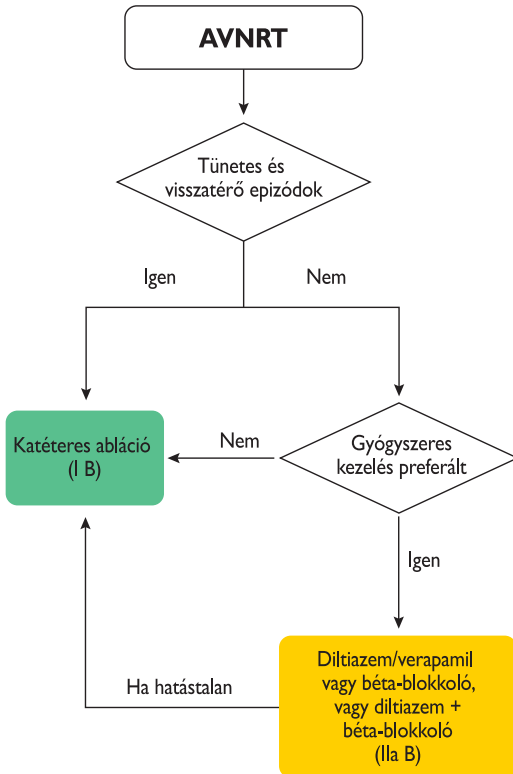 AVNRT
Tünetes és
visszatérő epizódok
Igen
Nem
Katéteres abláció
(I B)
Nem
Gyógyszeres
kezelés preferált
Igen
Ha hatástalan
Diltiazem/verapamil
vagy béta-blokkoló,
vagy diltiazem +
béta-blokkoló
(IIa B)